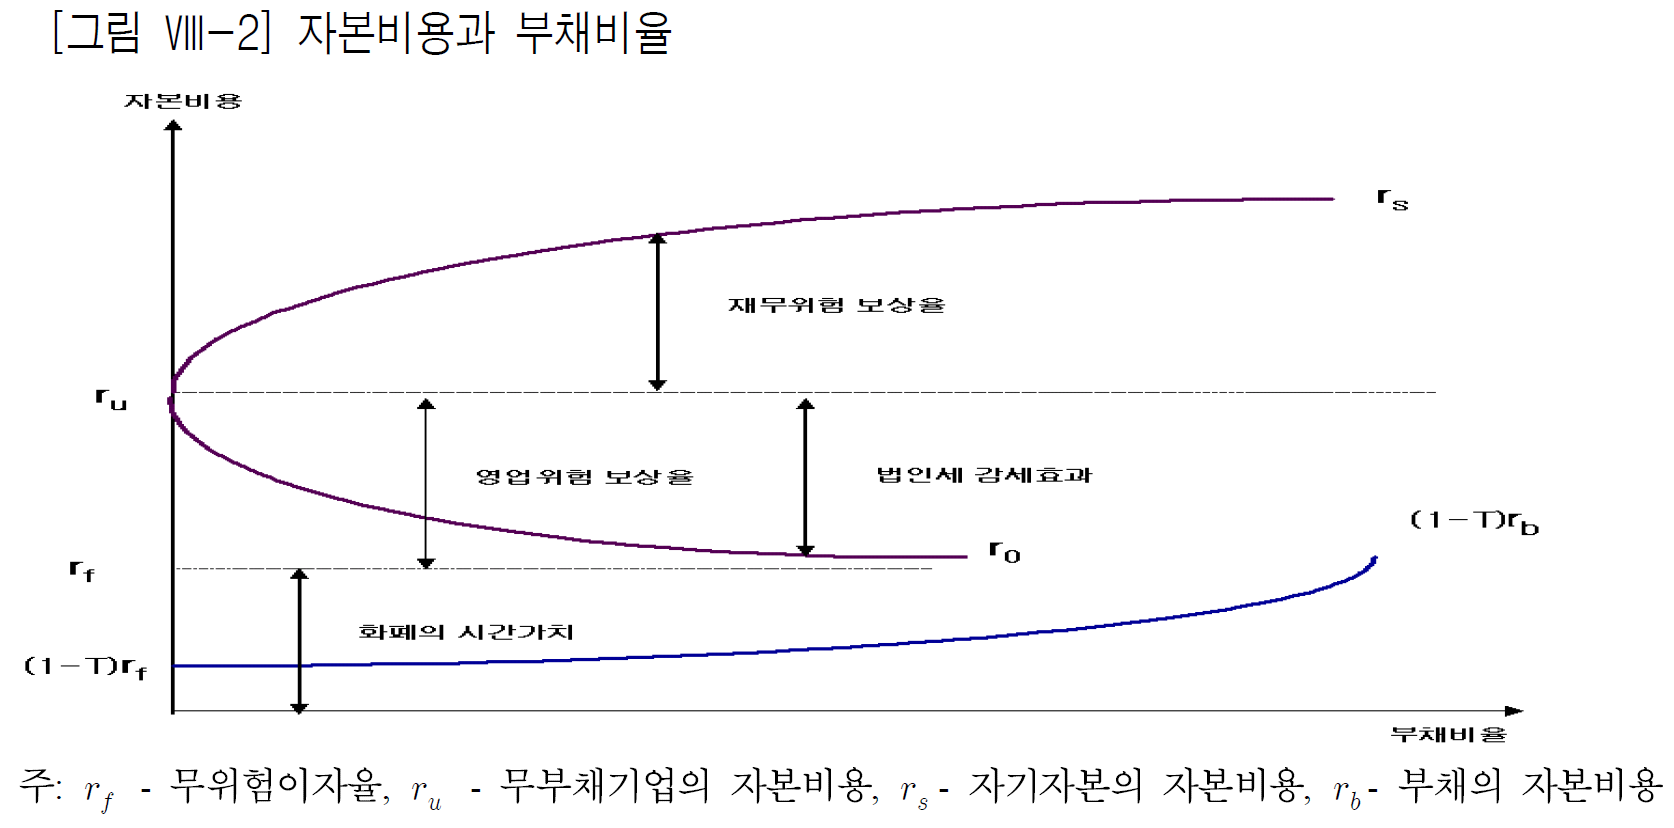 [그림 Ⅷ-2] 자본비용과 부채비율
자본비용
rs
재무위험 보상율
ru
영업위험 보상율
법인세 감세효과
(1-T)rb
r0
rf
화폐의 시간가치
(1-T)rf
부채비율
주: rf - 무위험이자율, ru - 무부채기업의 자본비용, rs - 자기자본의 자본비용, rb - 부채의 자본비용